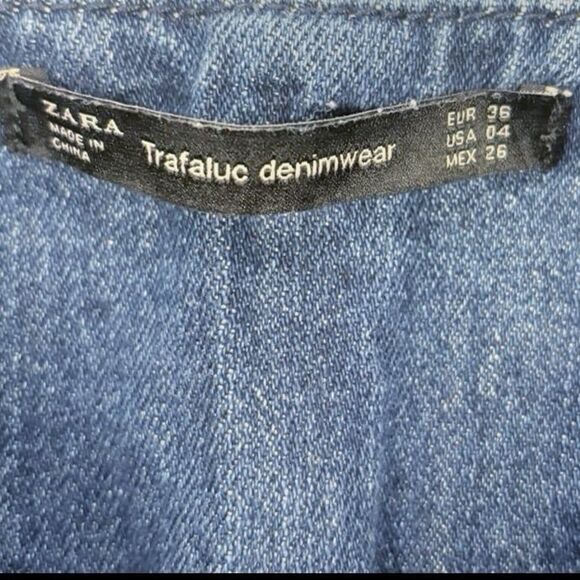 ZARA
MADE IN
CHINA
Trafaluc denimwear
EUR 36
USA 04
MEX 26